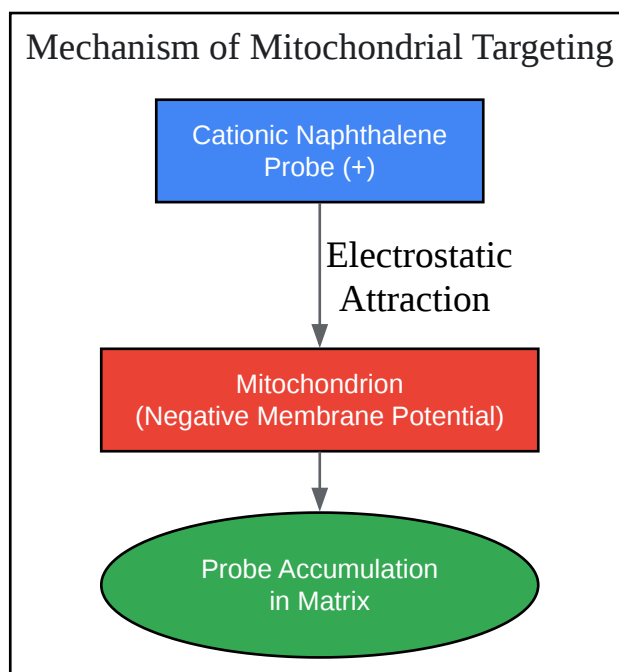 Mechanism of Mitochondrial Targeting
Cationic Naphthalene
Probe (+)
Electrostatic
Attraction
Mitochondrion
(Negative Membrane Potential)
Probe Accumulation
in Matrix